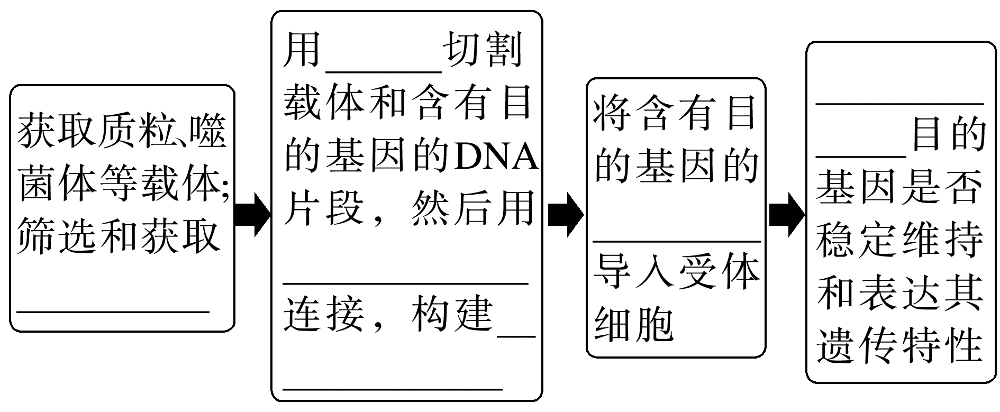 获取质粒、噬
菌体等载体;
筛选和获取
______
用______切割
载体和含有目
的基因的DNA
片段，然后用
______
连接，构建__
______
将含有目
的基因的
______
导入受体
细胞
______
______目的
基因是否
稳定维持
和表达其
遗传特性